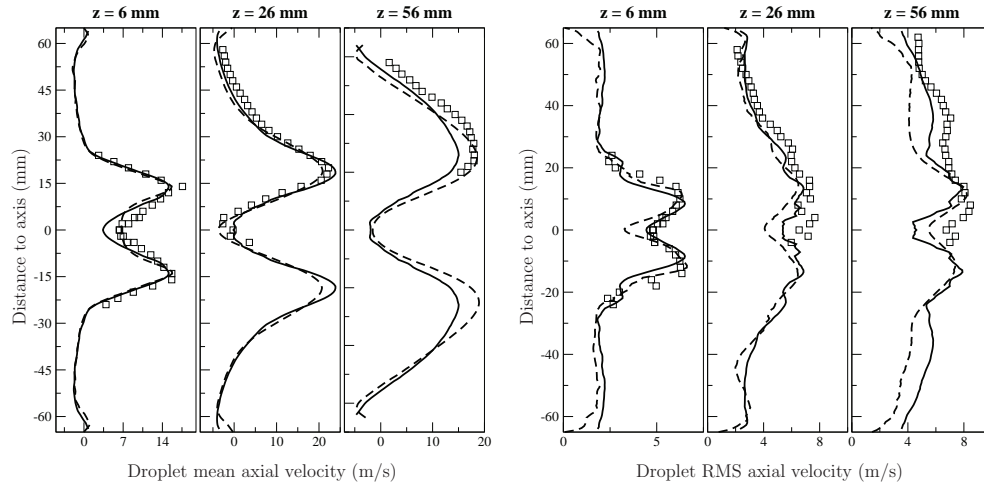 z = 6 mm z = 26 mm z = 56 mm
60
45
30
15
0
-15
-30
-45
-60
Distance to axis (mm)
0 7 14 0 10 20 0 10 20
Droplet mean axial velocity (m/s)
z = 6 mm z = 26 mm z = 56 mm
60
40
20
0
-20
-40
-60
Distance to axis (mm)
0 5 0 4 8 4 8
Droplet RMS axial velocity (m/s)